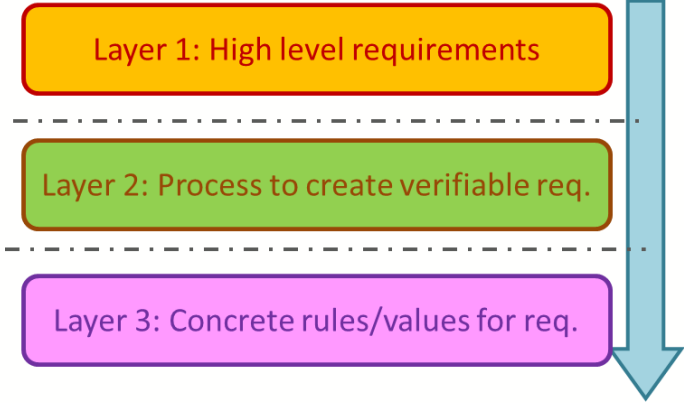 Layer 1: High level requirements
Layer 2: Process to create verifiable req.
Layer 3: Concrete rules/values for req.